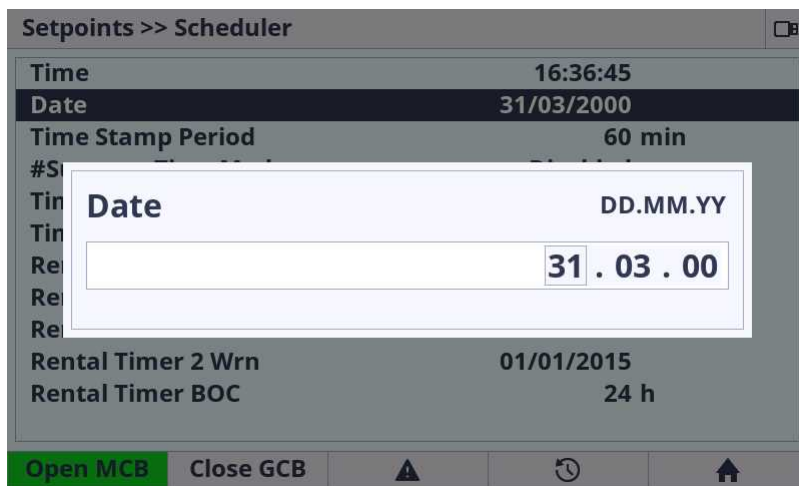 Setpoints >> Scheduler
Time 16:36:45
Date 31/03/2000
Time Stamp Period 60 min
Date DD.MM.YY
31 . 03 . 00
Rental Timer 2 Wrn 01/01/2015
Rental Timer BOC 24 h
Open MCB Close GCB